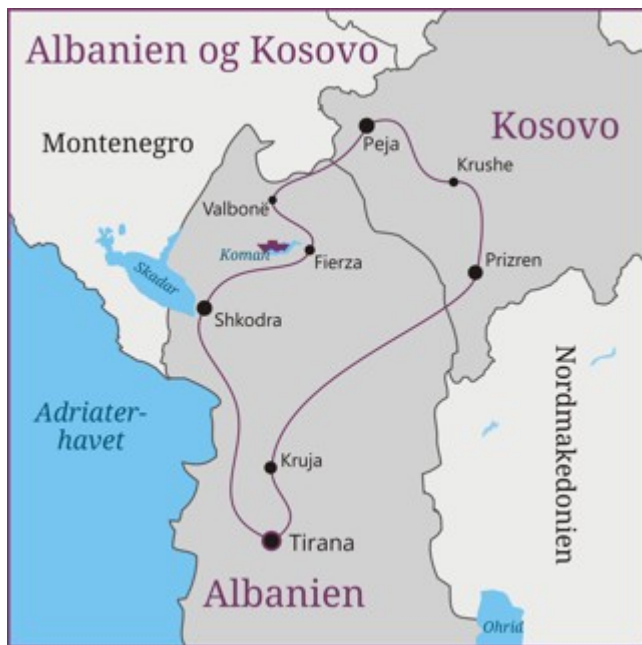 Albanien og Kosovo
Montenegro
Kosovo
Peja
Krushe
Valbonë
Koman
Fierza
Prizren
Skadar
Shkodra
Adriater-
havet
Nordmakedonien
Kruja
Tirana
Albanien
Ohrid